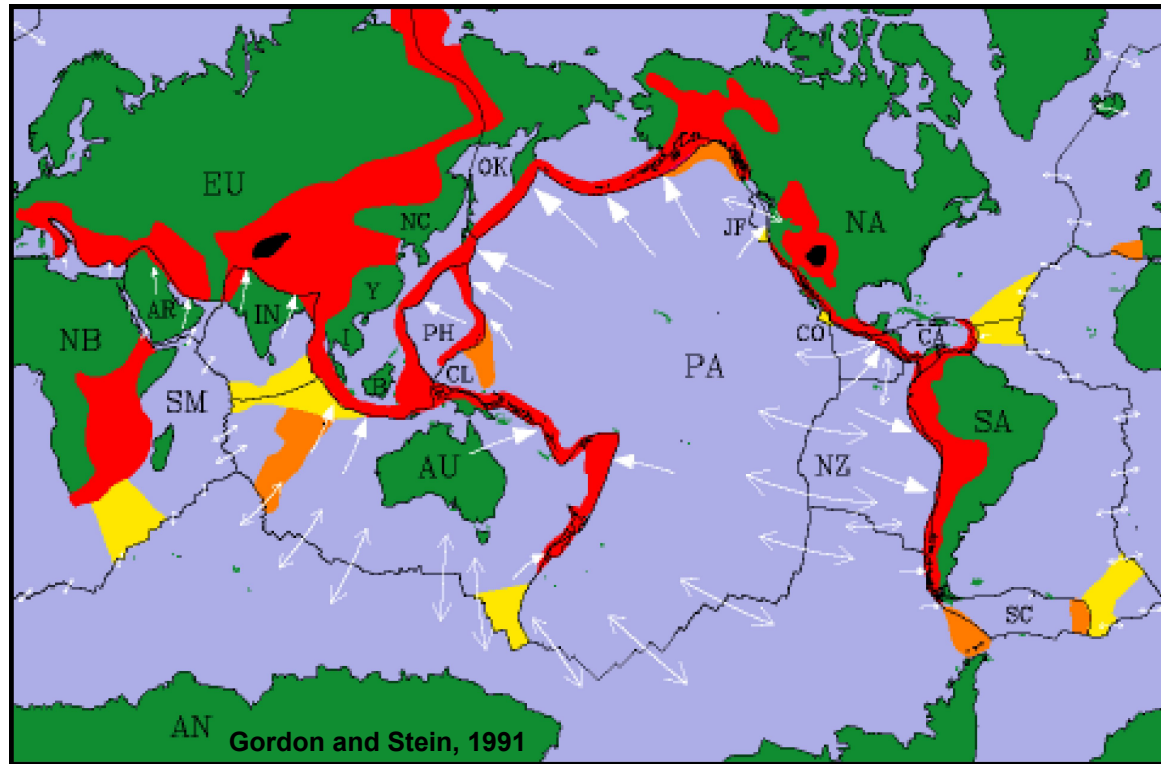 OK
EU
NC
NA
JF
AR
IN
Y
NB
I
PH
CO
CA
PA
CL
B
SM
SA
AU
NZ
SC
AN
Gordon and Stein, 1991